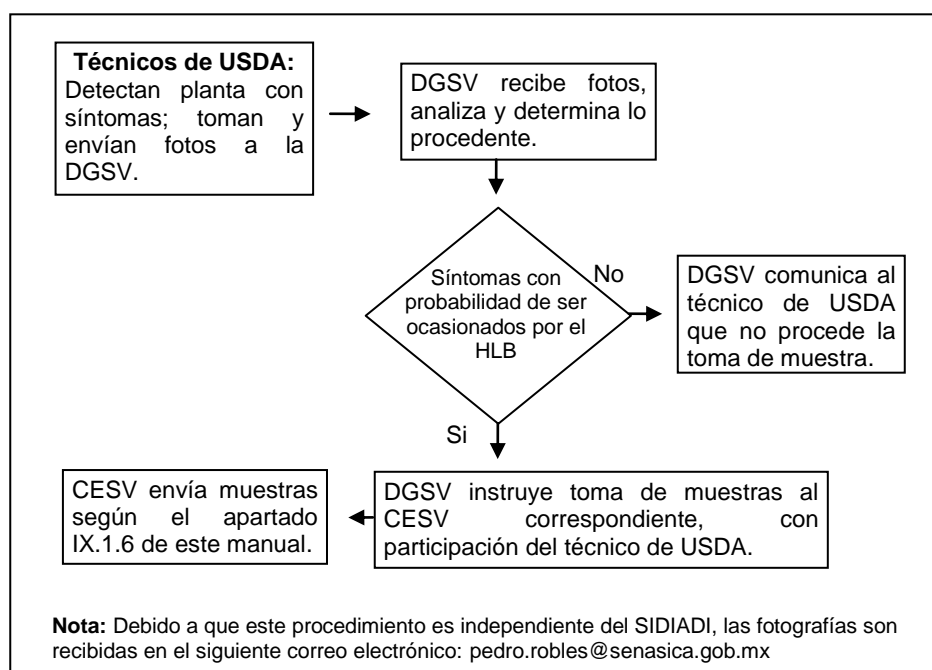 Técnicos de USDA:
Detectan planta con
síntomas; toman y
envían fotos a la
DGSV.
DGSV recibe fotos,
analiza y determina lo
procedente.
Síntomas con
probabilidad de ser
ocasionados por el
HLB
No
DGSV comunica al
técnico de USDA
que no procede la
toma de muestra.
Si
DGSV instruye toma de muestras al
CESV correspondiente, con
participación del técnico de USDA.
CESV envía muestras
según el apartado
IX.1.6 de este manual.
Nota: Debido a que este procedimiento es independiente del SIDIADI, las fotografías son
recibidas en el siguiente correo electrónico: pedro.robles@senasica.gob.mx